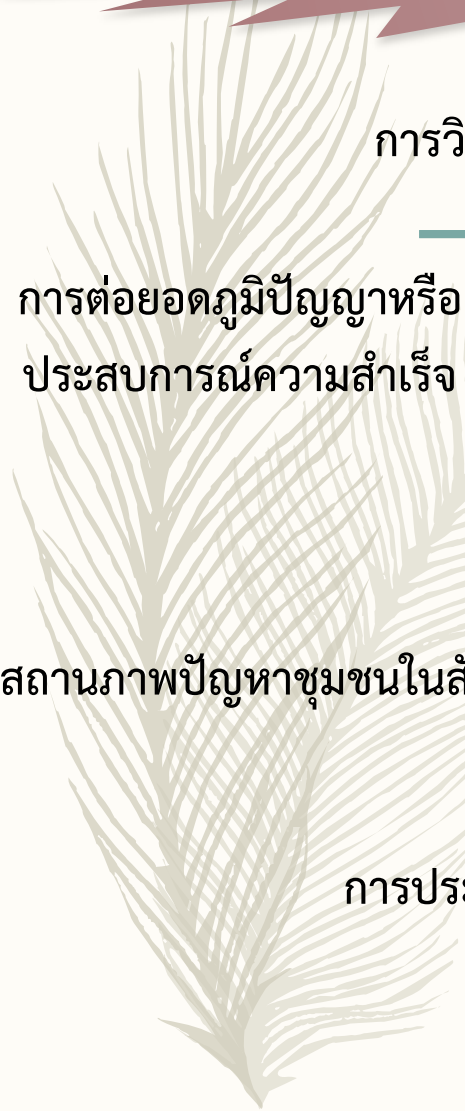 การวิ
การต่อยอดภูมิปัญญาหรือ
ประสบการณ์ความสำเร็จ
สถานภาพปัญหาชุมชนในสั
การประ